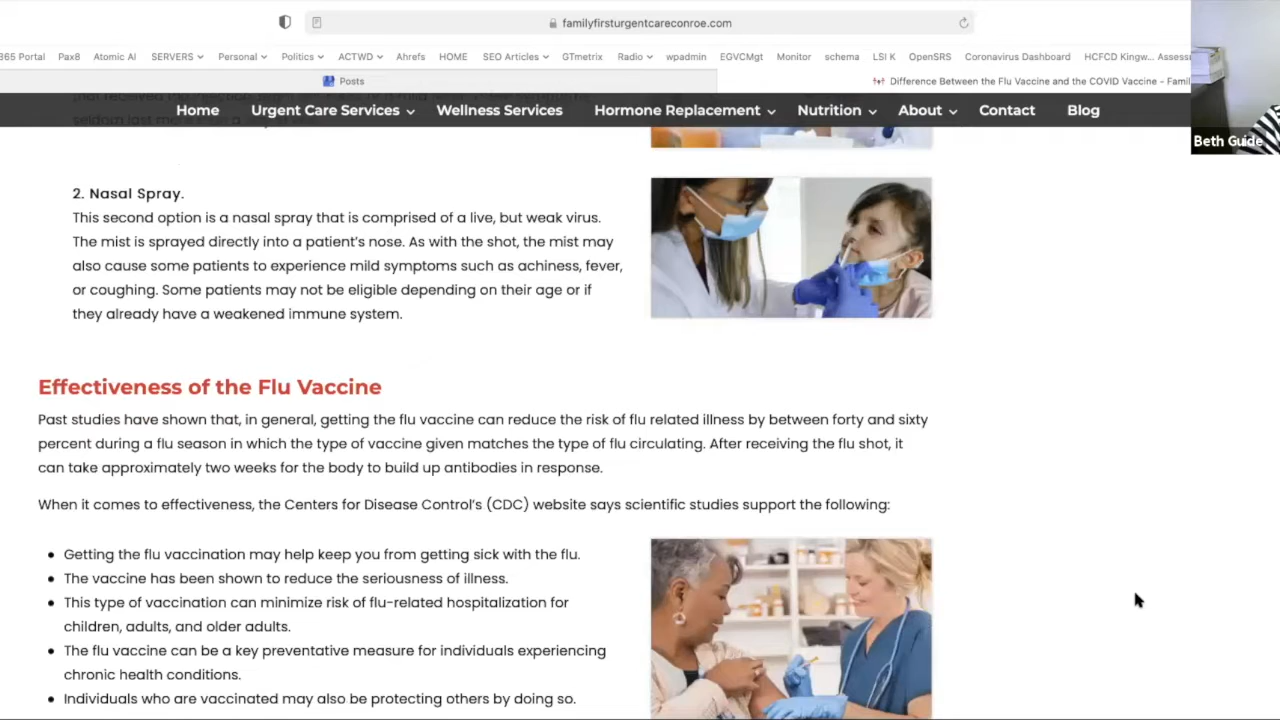 familyfirsturgentcareconroe.com
365 Portal Pax8 Atomic AI SERVERS Personal Politics ACTWD Ahrefs HOME SEO Articles GTmetrix Radio wpadmin EGVCMgt Monitor schema LSI K OpenSRS Coronavirus Dashboard HCFCD Kingw... Assess
Posts
Difference Between the Flu Vaccine and the COVID Vaccine - Famil
Home Urgent Care Services Wellness Services Hormone Replacement Nutrition About Contact Blog
Beth Guide
2. Nasal Spray.
This second option is a nasal spray that is comprised of a live, but weak virus.
The mist is sprayed directly into a patient's nose. As with the shot, the mist may
also cause some patients to experience mild symptoms such as achiness, fever,
or coughing. Some patients may not be eligible depending on their age or if
they already have a weakened immune system.
Effectiveness of the Flu Vaccine
Past studies have shown that, in general, getting the flu vaccine can reduce the risk of flu related illness by between forty and sixty
percent during a flu season in which the type of vaccine given matches the type of flu circulating. After receiving the flu shot, it
can take approximately two weeks for the body to build up antibodies in response.
When it comes to effectiveness, the Centers for Disease Control's (CDC) website says scientific studies support the following:
Getting the flu vaccination may help keep you from getting sick with the flu.
The vaccine has been shown to reduce the seriousness of illness.
This type of vaccination can minimize risk of flu-related hospitalization for
children, adults, and older adults.
The flu vaccine can be a key preventative measure for individuals experiencing
chronic health conditions.
Individuals who are vaccinated may also be protecting others by doing so.